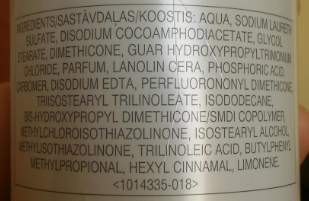 INGREDIENTS/SASTĀVDAĻAS/KOOSTIS: AQUA, SODIUM LAURETH
SULFATE, DISODIUM COCOAMPHODIACETATE, GLYCOL
STEARATE, DIMETHICONE, GUAR HYDROXYPROPYLTRIMONIUM
CHLORIDE, PARFUM, LANOLIN CERA, PHOSPHORIC ACID,
CARBOMER, DISODIUM EDTA, PERFLUORONONYL DIMETHICONE,
TRIISOSTEARYL TRILINOLEATE, ISODODECANE,
BIS-HYDROXYPROPYL DIMETHICONE/SMDI COPOLYMER,
METHYLCHLOROISOTHIAZOLINONE, ISOSTEARYL ALCOHOL,
METHYLISOTHIAZOLINONE, TRILINOLEIC ACID, BUTYLPHENYL
METHYLPROPIONAL, HEXYL CINNAMAL, LIMONENE.
<1014335-018>